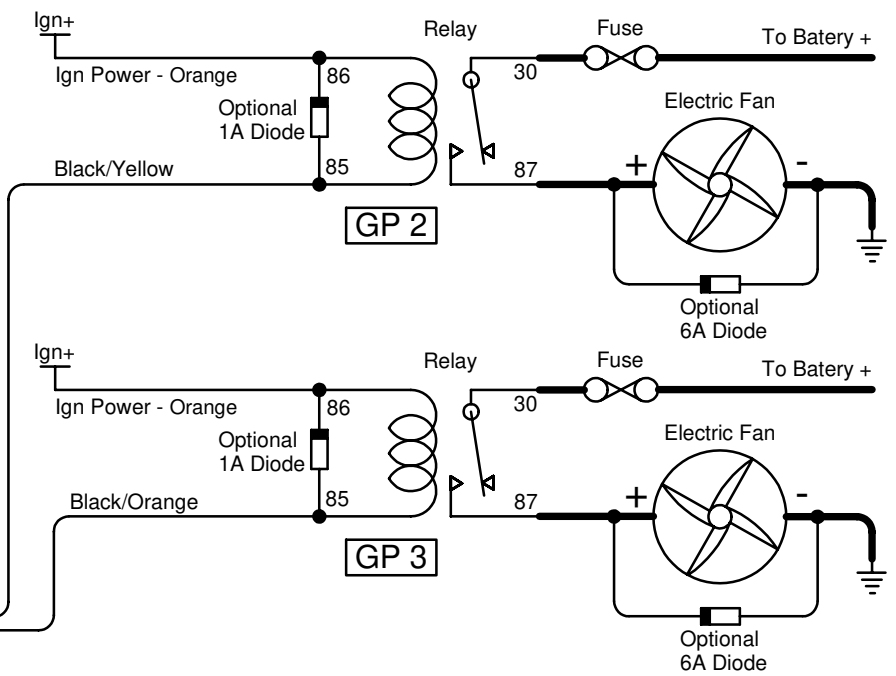 Ign+
Relay
Fuse
To Batery +
Ign Power - Orange
86
30
Optional
1A Diode
Electric Fan
Black/Yellow
85
87
+
-
GP 2
Optional
6A Diode
Ign+
Relay
Fuse
To Batery +
Ign Power - Orange
86
30
Optional
1A Diode
Electric Fan
Black/Orange
85
87
+
-
GP 3
Optional
6A Diode